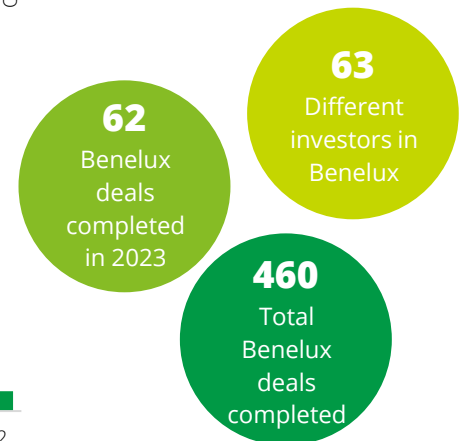 63
Different
investors in
Benelux
62
Benelux
deals
completed
in 2023
460
Total
Benelux
deals
completed